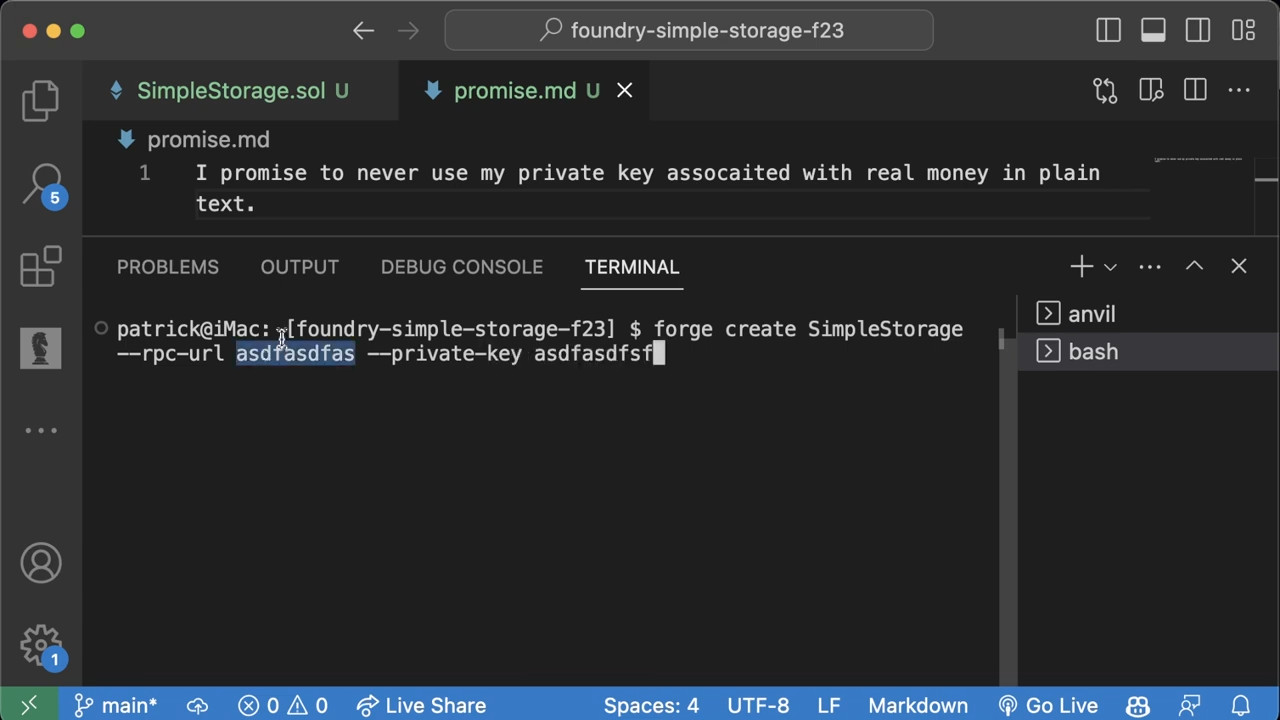 foundry-simple-storage-f23
SimpleStorage.sol U
promise.md U
promise.md
1 I promise to never use my private key assocaited with real money in plain
text.
5
PROBLEMS OUTPUT DEBUG CONSOLE TERMINAL
patrick@iMac: [foundry-simple-storage-f23] $ forge create SimpleStorage
--rpc-url asdfasdfas --private-key asdfasdfsf
anvil
bash
1
main* 0 0 Live Share Spaces: 4 UTF-8 LF Markdown Go Live